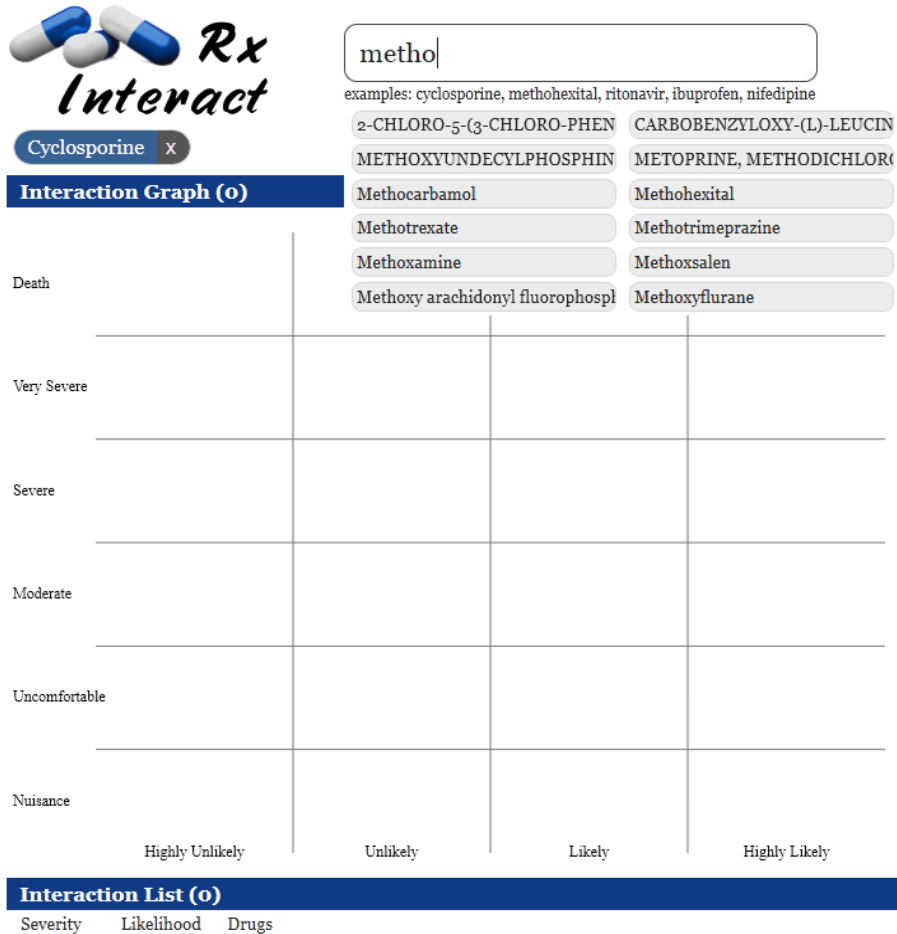 Rx
Interact
metho
examples: cyclosporine, methohexital, ritonavir, ibuprofen, nifedipine
Cyclosporine x
2-CHLORO-5-(3-CHLORO-PHEN CARBOBENZYLOXY-(L)-LEUCIN
METHOXYUNDECYLPHOSPHIN METOPRINE, METHODICHLOR
Methocarbamol Methohexital
Methotrexate Methotrimeprazine
Methoxamine Methoxsalen
Methoxy arachidonyl fluorophosp Methoxyflurane
Interaction Graph (0)
Death
Very Severe
Severe
Moderate
Uncomfortable
Nuisance
Highly Unlikely Unlikely Likely Highly Likely
Interaction List (0)
Severity Likelihood Drugs